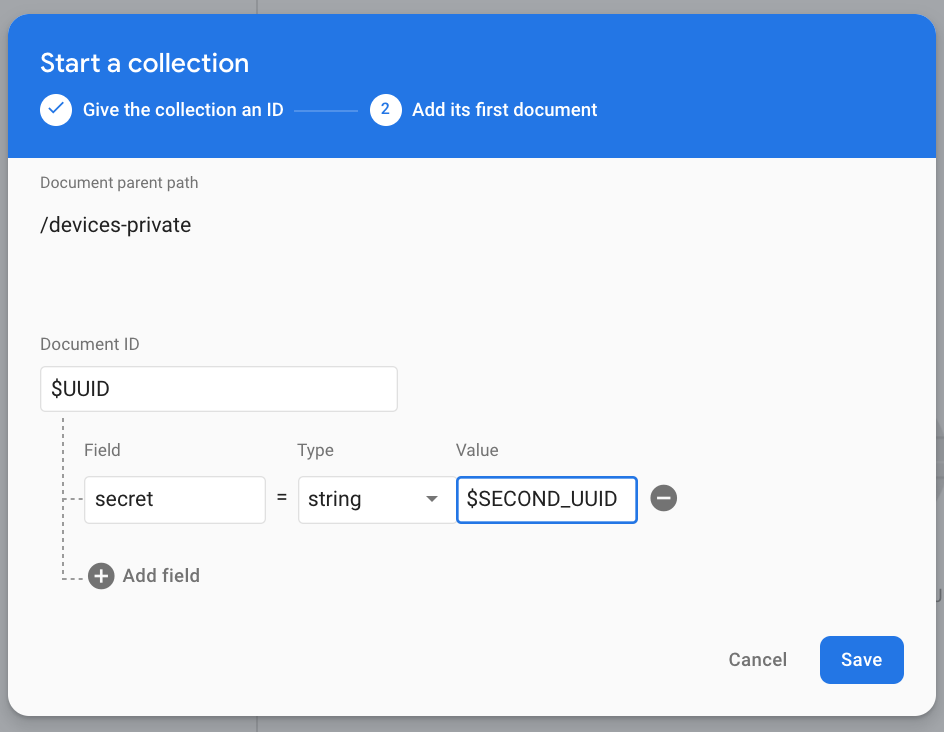 Start a collection
Give the collection an ID
2 Add its first document
Document parent path
/devices-private
Document ID
$UUID
Field Type Value
secret = string $SECOND_UUID
Add field
Cancel Save